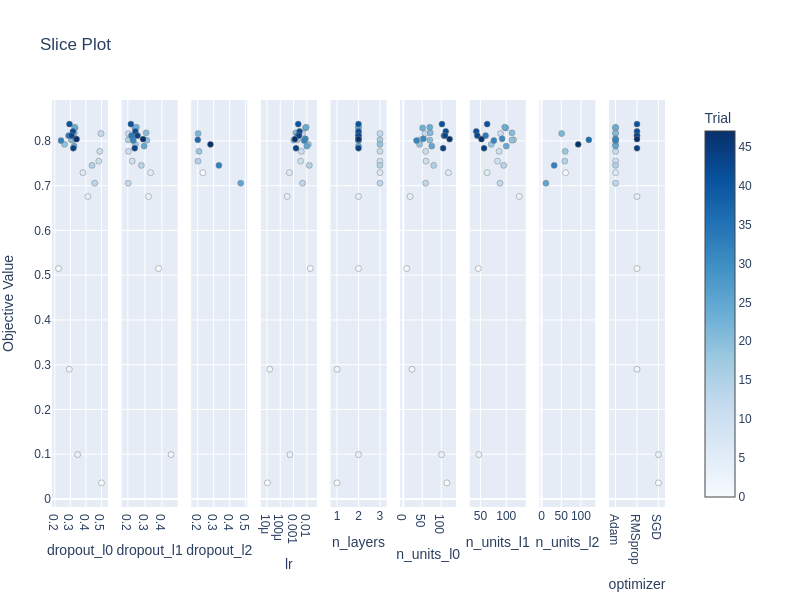 Slice Plot
Trial
Objective Value
0.8
0.7
0.6
0.5
0.4
0.3
0.2
0.1
0
45
40
35
30
25
20
15
10
5
0
0.2 0.3 0.4 0.5
0.2 0.3 0.4
0.2 0.3 0.4 0.5
10μ 100μ 0.001 0.01
1 2 3
0 50 100
50 100
0 50 100
Adam RMSprop SGD
dropout_l0 dropout_l1 dropout_l2 lr n_layers n_units_l0 n_units_l1 n_units_l2 optimizer